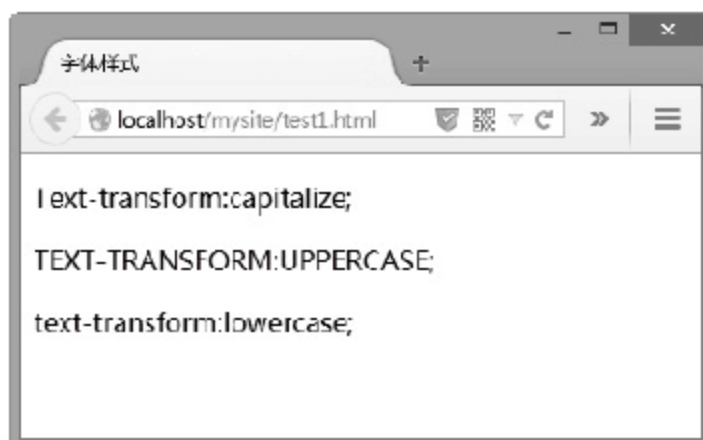 字体样式
localhost/mysite/test1.html
Text-transform:capitalize;
TEXT-TRANSFORM:UPPERCASE;
text-transform:lowercase;